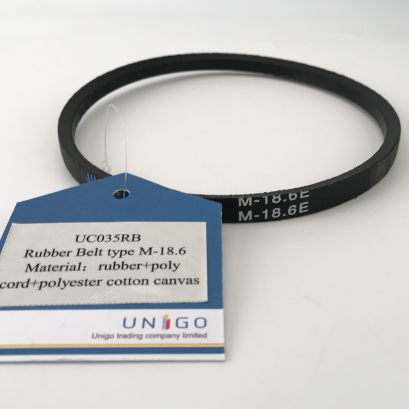 M-18.6E
M-18.6E
UC035RB
Rubber Belt type M-18.6
Material: rubber+poly
cord+polyester cotton canvas
UNIGO
Unigo trading company limited